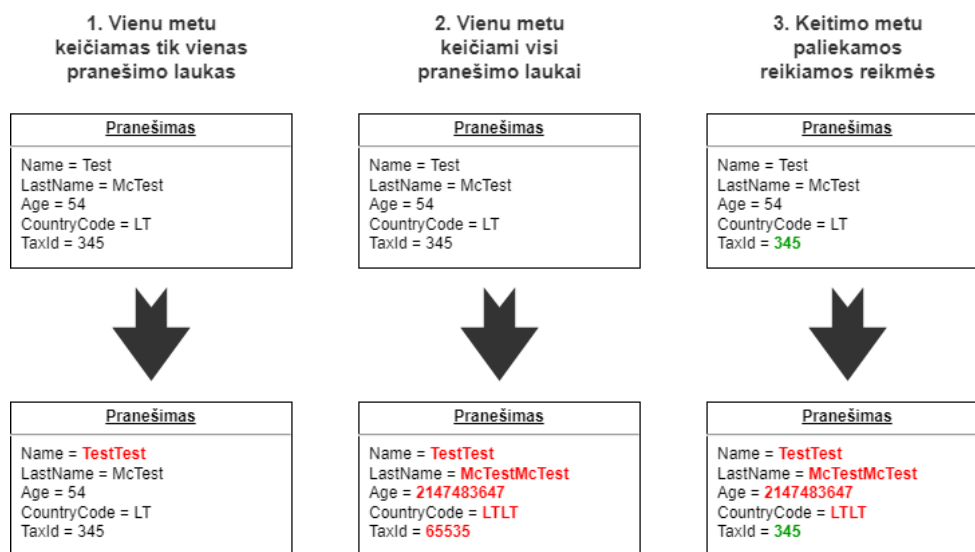 1. Vienu metu
keičiamas tik vienas
pranešimo laukas
Pranešimas
Name = Test
LastName = McTest
Age = 54
CountryCode = LT
TaxId = 345
Pranešimas
Name = TestTest
LastName = McTest
Age = 54
CountryCode = LT
TaxId = 345
2. Vienu metu
keičiami visi
pranešimo laukai
Pranešimas
Name = Test
LastName = McTest
Age = 54
CountryCode = LT
TaxId = 345
Pranešimas
Name = TestTest
LastName = McTestMcTest
Age = 2147483647
CountryCode = LTLT
TaxId = 65535
3. Keitimo metu
paliekamos
reikiamos reikmės
Pranešimas
Name = Test
LastName = McTest
Age = 54
CountryCode = LT
TaxId = 345
Pranešimas
Name = TestTest
LastName = McTestMcTest
Age = 2147483647
CountryCode = LTLT
TaxId = 345